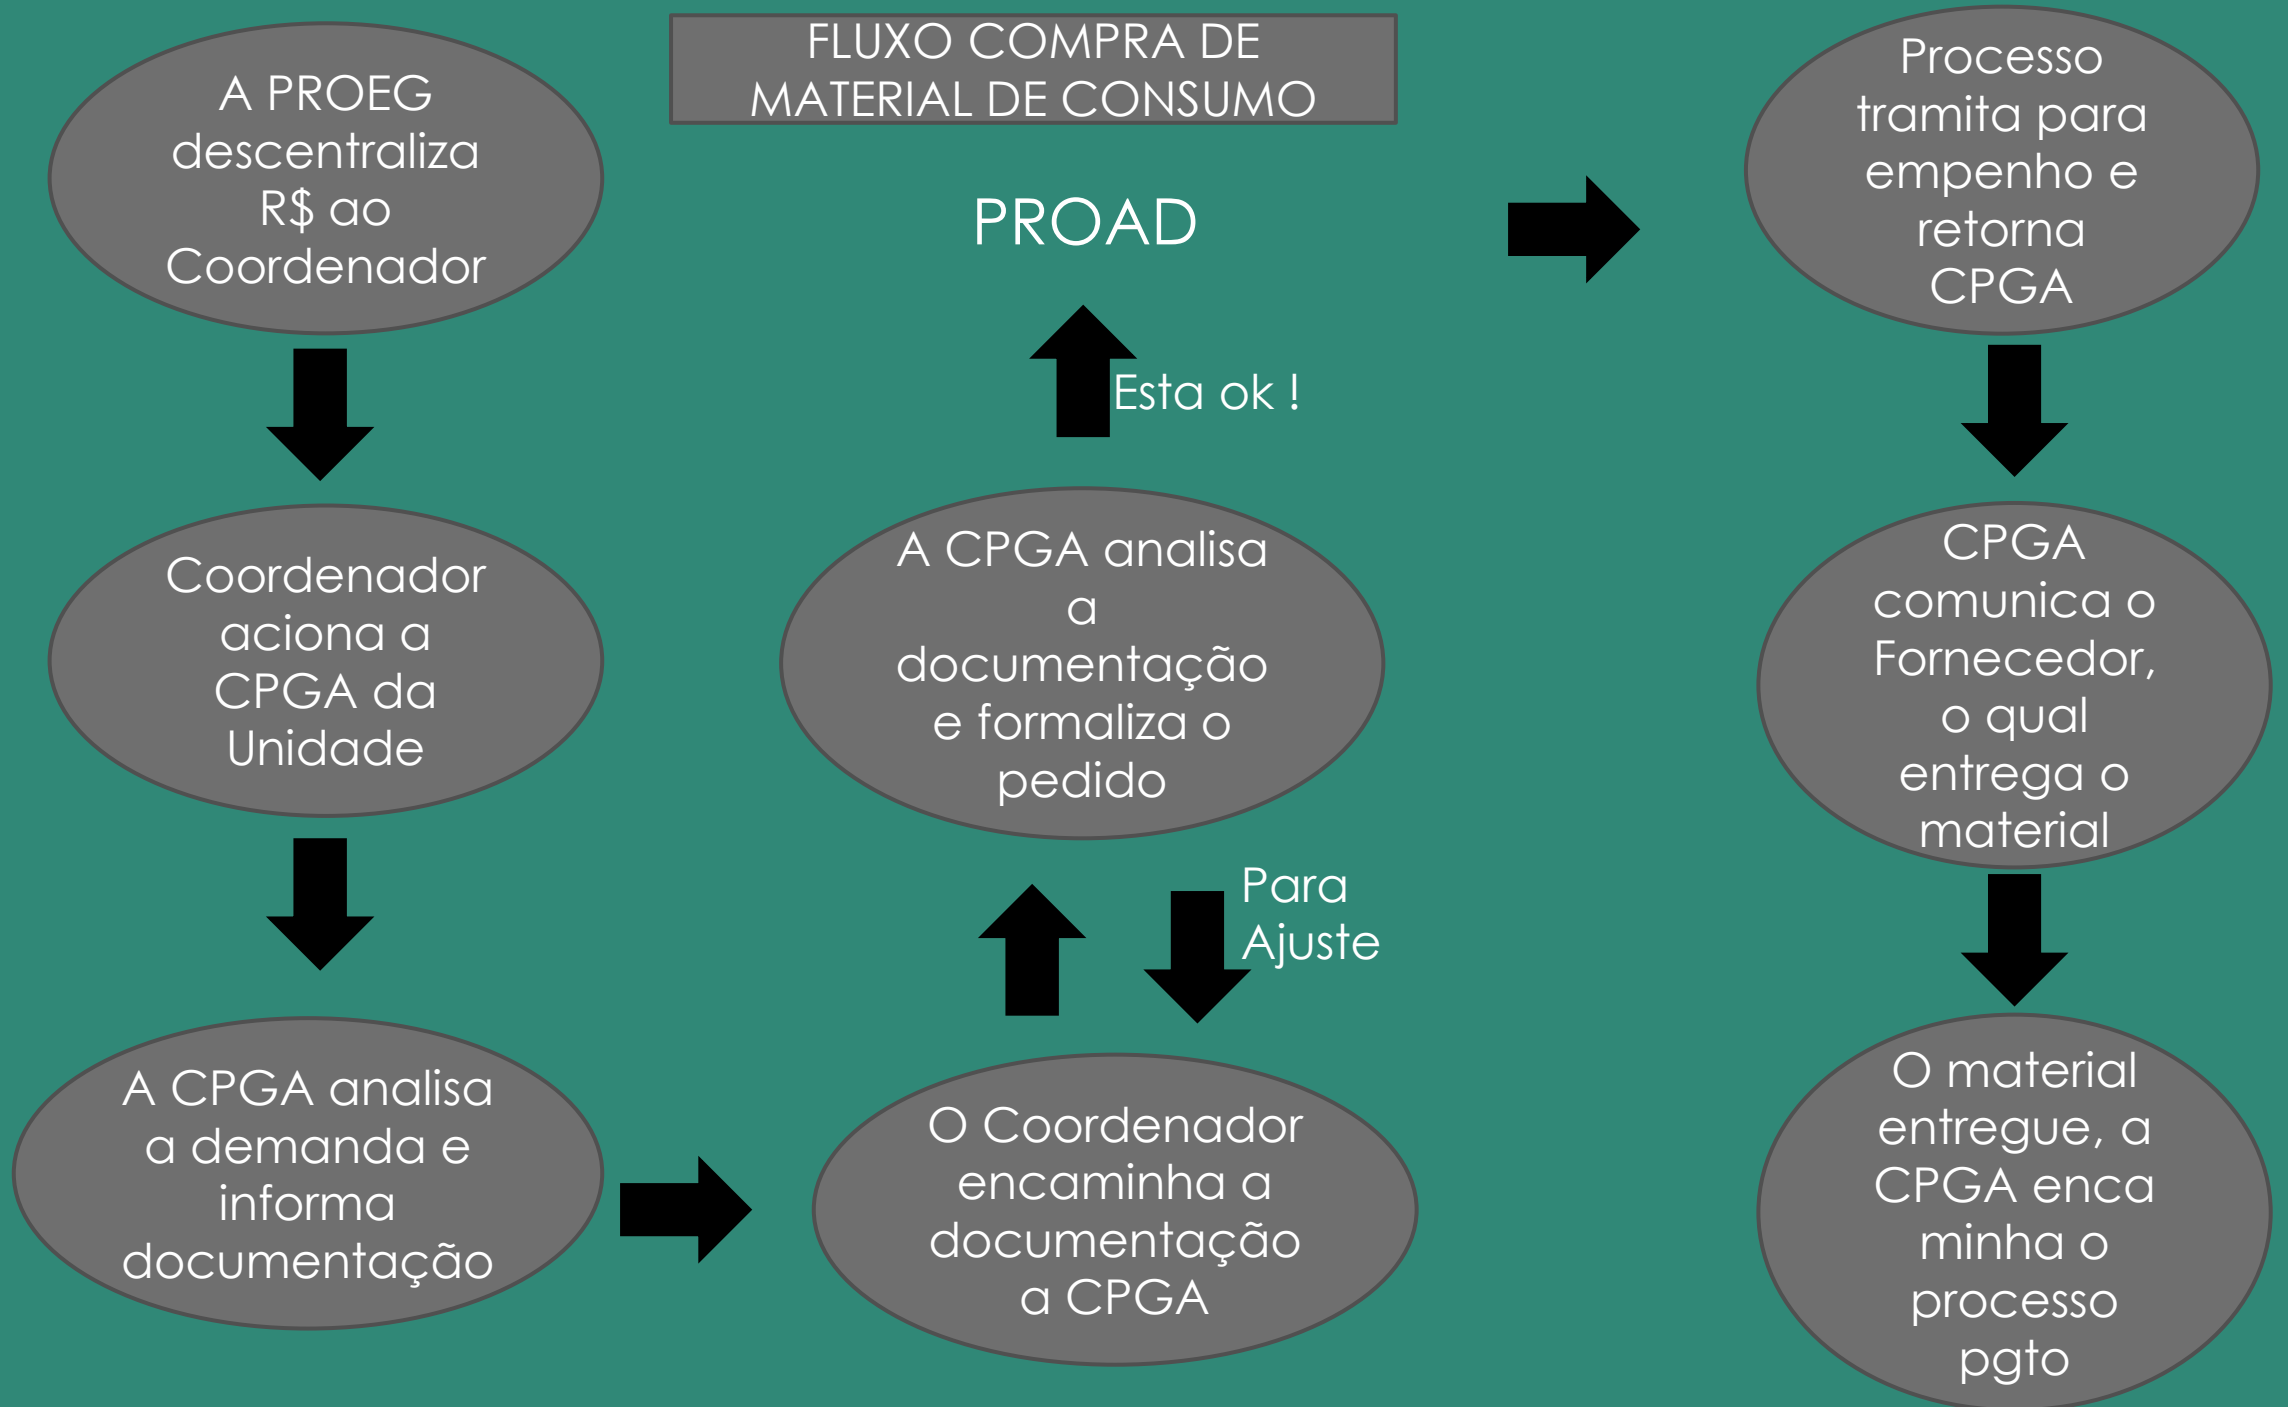 FLUXO COMPRA DE
MATERIAL DE CONSUMO
A PROEG
descentraliza
R$ ao
Coordenador
Coordenador
aciona a
CPGA da
Unidade
A CPGA analisa
a demanda e
informa
documentação
O Coordenador
encaminha a
documentação
a CPGA
Para
Ajuste
A CPGA analisa
a
documentação
e formaliza o
pedido
Esta ok !
PROAD
Processo
tramita para
empenho e
retorna
CPGA
CPGA
comunica o
Fornecedor,
o qual
entrega o
material
O material
entregue, a
CPGA enca
minha o
processo
pgto